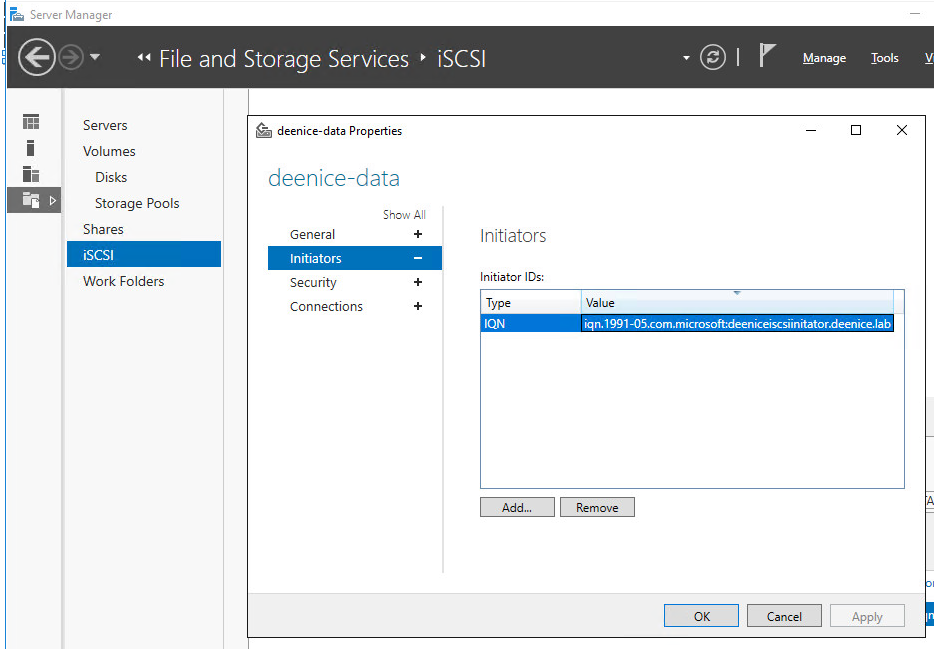 Server Manager
File and Storage Services iSCSI
Manage Tools
Servers
Volumes
Disks
Storage Pools
Shares
iSCSI
Work Folders
deenice-data Properties
deenice-data
Show All
General +
Initiators −
Security +
Connections +
Initiators
Initiator IDs:
Type Value
IQN iqn.1991-05.com.microsoft:deeniceiscsiinitator.deenice.lab
Add... Remove
OK Cancel Apply